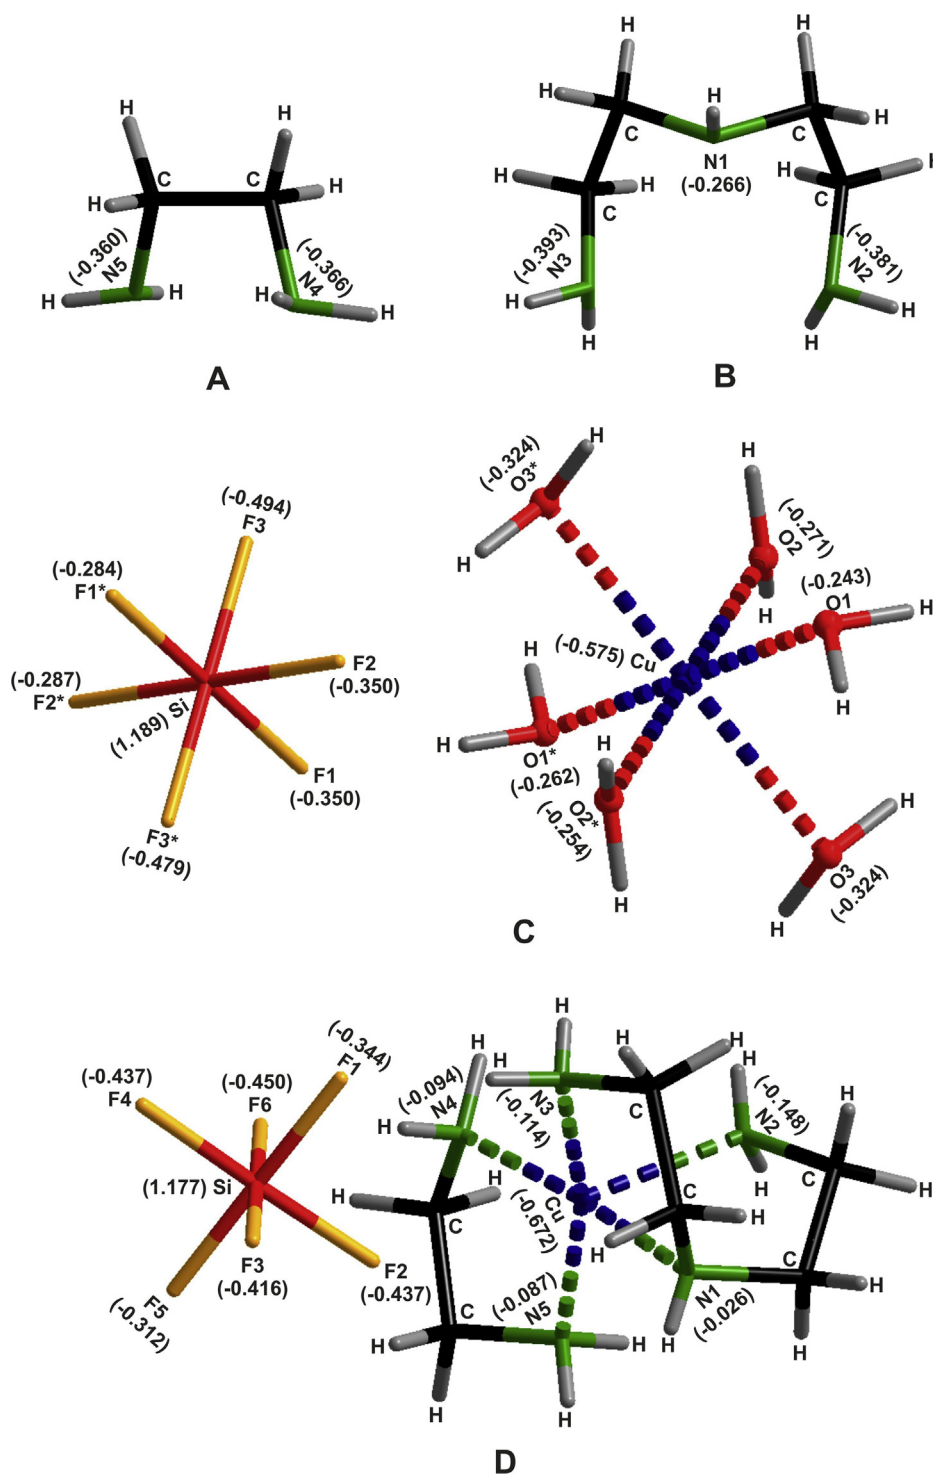 H
H
C
C
H
H
(-0.360)
N5
(-0.366)
N4
H
H
H
H
A
H
H
H
H
H
C
C
H
N1
(-0.266)
H
H
C
H
H
C
(-0.393)
N3
(-0.381)
N2
H
H
H
H
B
(-0.494)
F3
(-0.284)
F1*
F2
(-0.350)
(-0.287)
F2*
(1.189) Si
F1
(-0.350)
F3*
(-0.479)
H
(-0.324)
O3*
H
H
(-0.271)
O2
H
(-0.243)
O1
H
H
(-0.575) Cu
H
H
O1*
(-0.262)
H
O2*
(-0.254)
H
H
O3
(-0.324)
H
C
(-0.344)
F1
(-0.437)
F4
(-0.450)
F6
(1.177) Si
F3
(-0.416)
F2
(-0.437)
F5
(-0.312)
H
H
H
H
H
H
(-0.094)
N4
H
N3
(-0.114)
C
(-0.148)
N2
H
H
C
H
H
H
C
Cu
(-0.672)
C
H
H
C
H
(-0.087)
N5
N1
(-0.026)
H
C
H
H
H
H
H
D